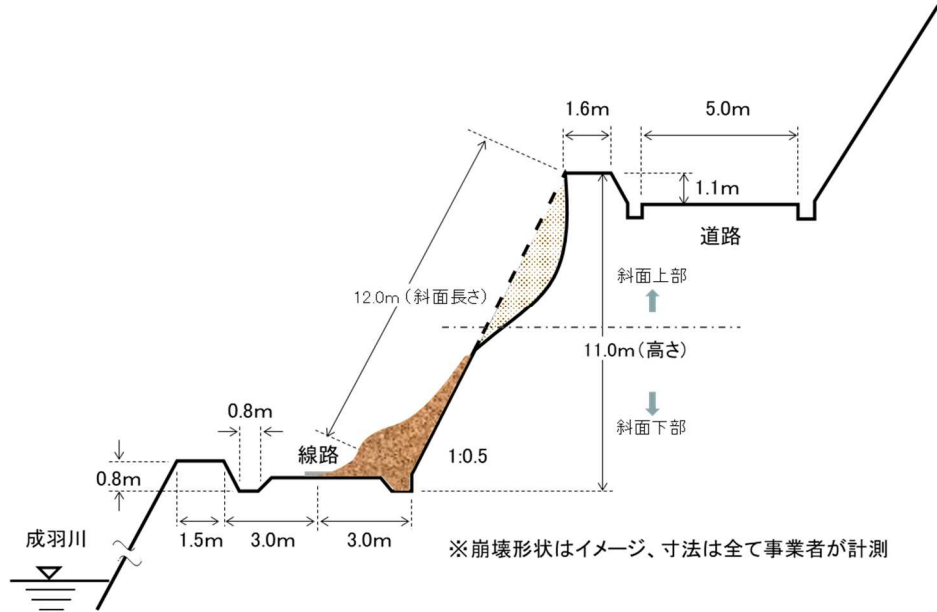 1.6m
5.0m
1.1m
道路
斜面上部
12.0m(斜面長さ)
11.0m(高さ)
斜面下部
0.8m
線路
1:0.5
0.8m
1.5m
3.0m
3.0m
成羽川
※崩壊形状はイメージ、寸法は全て事業者が計測